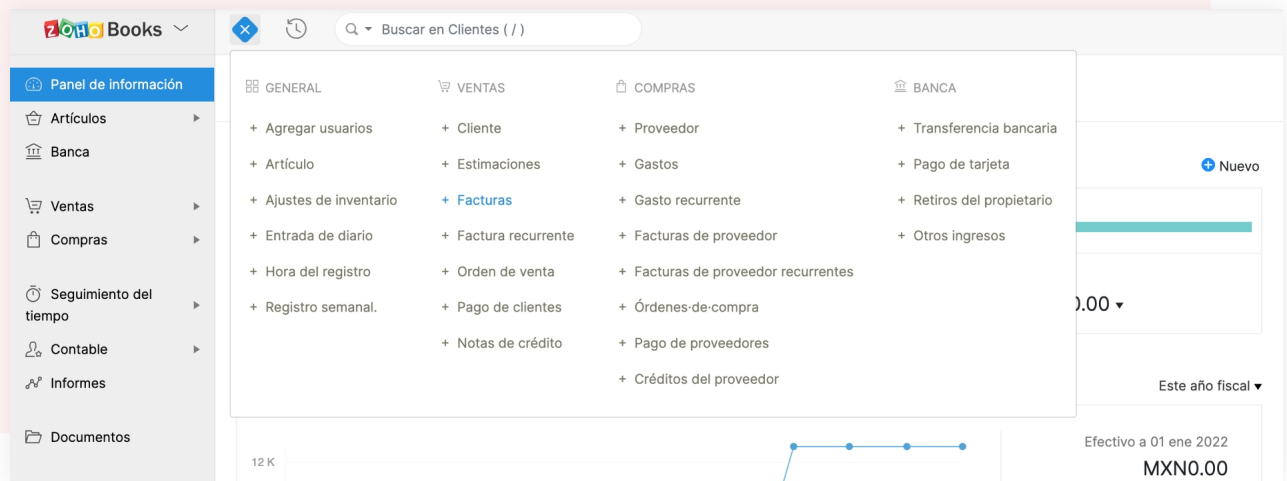 ZOHO Books
Buscar en Clientes ( / )
Panel de información
Artículos
Banca
Ventas
Compras
Seguimiento del
tiempo
Contable
Informes
Documentos
GENERAL
+ Agregar usuarios
+ Artículo
+ Ajustes de inventario
+ Entrada de diario
+ Hora del registro
+ Registro semanal.
VENTAS
+ Cliente
+ Estimaciones
+ Facturas
+ Factura recurrente
+ Orden de venta
+ Pago de clientes
+ Notas de crédito
COMPRAS
+ Proveedor
+ Gastos
+ Gasto recurrente
+ Facturas de proveedor
+ Facturas de proveedor recurrentes
+ Órdenes·de·compra
+ Pago de proveedores
+ Créditos del proveedor
BANCA
+ Transferencia bancaria
+ Pago de tarjeta
+ Retiros del propietario
+ Otros ingresos
Nuevo
.00
Este año fiscal
12 K
Efectivo a 01 ene 2022
MXN0.00